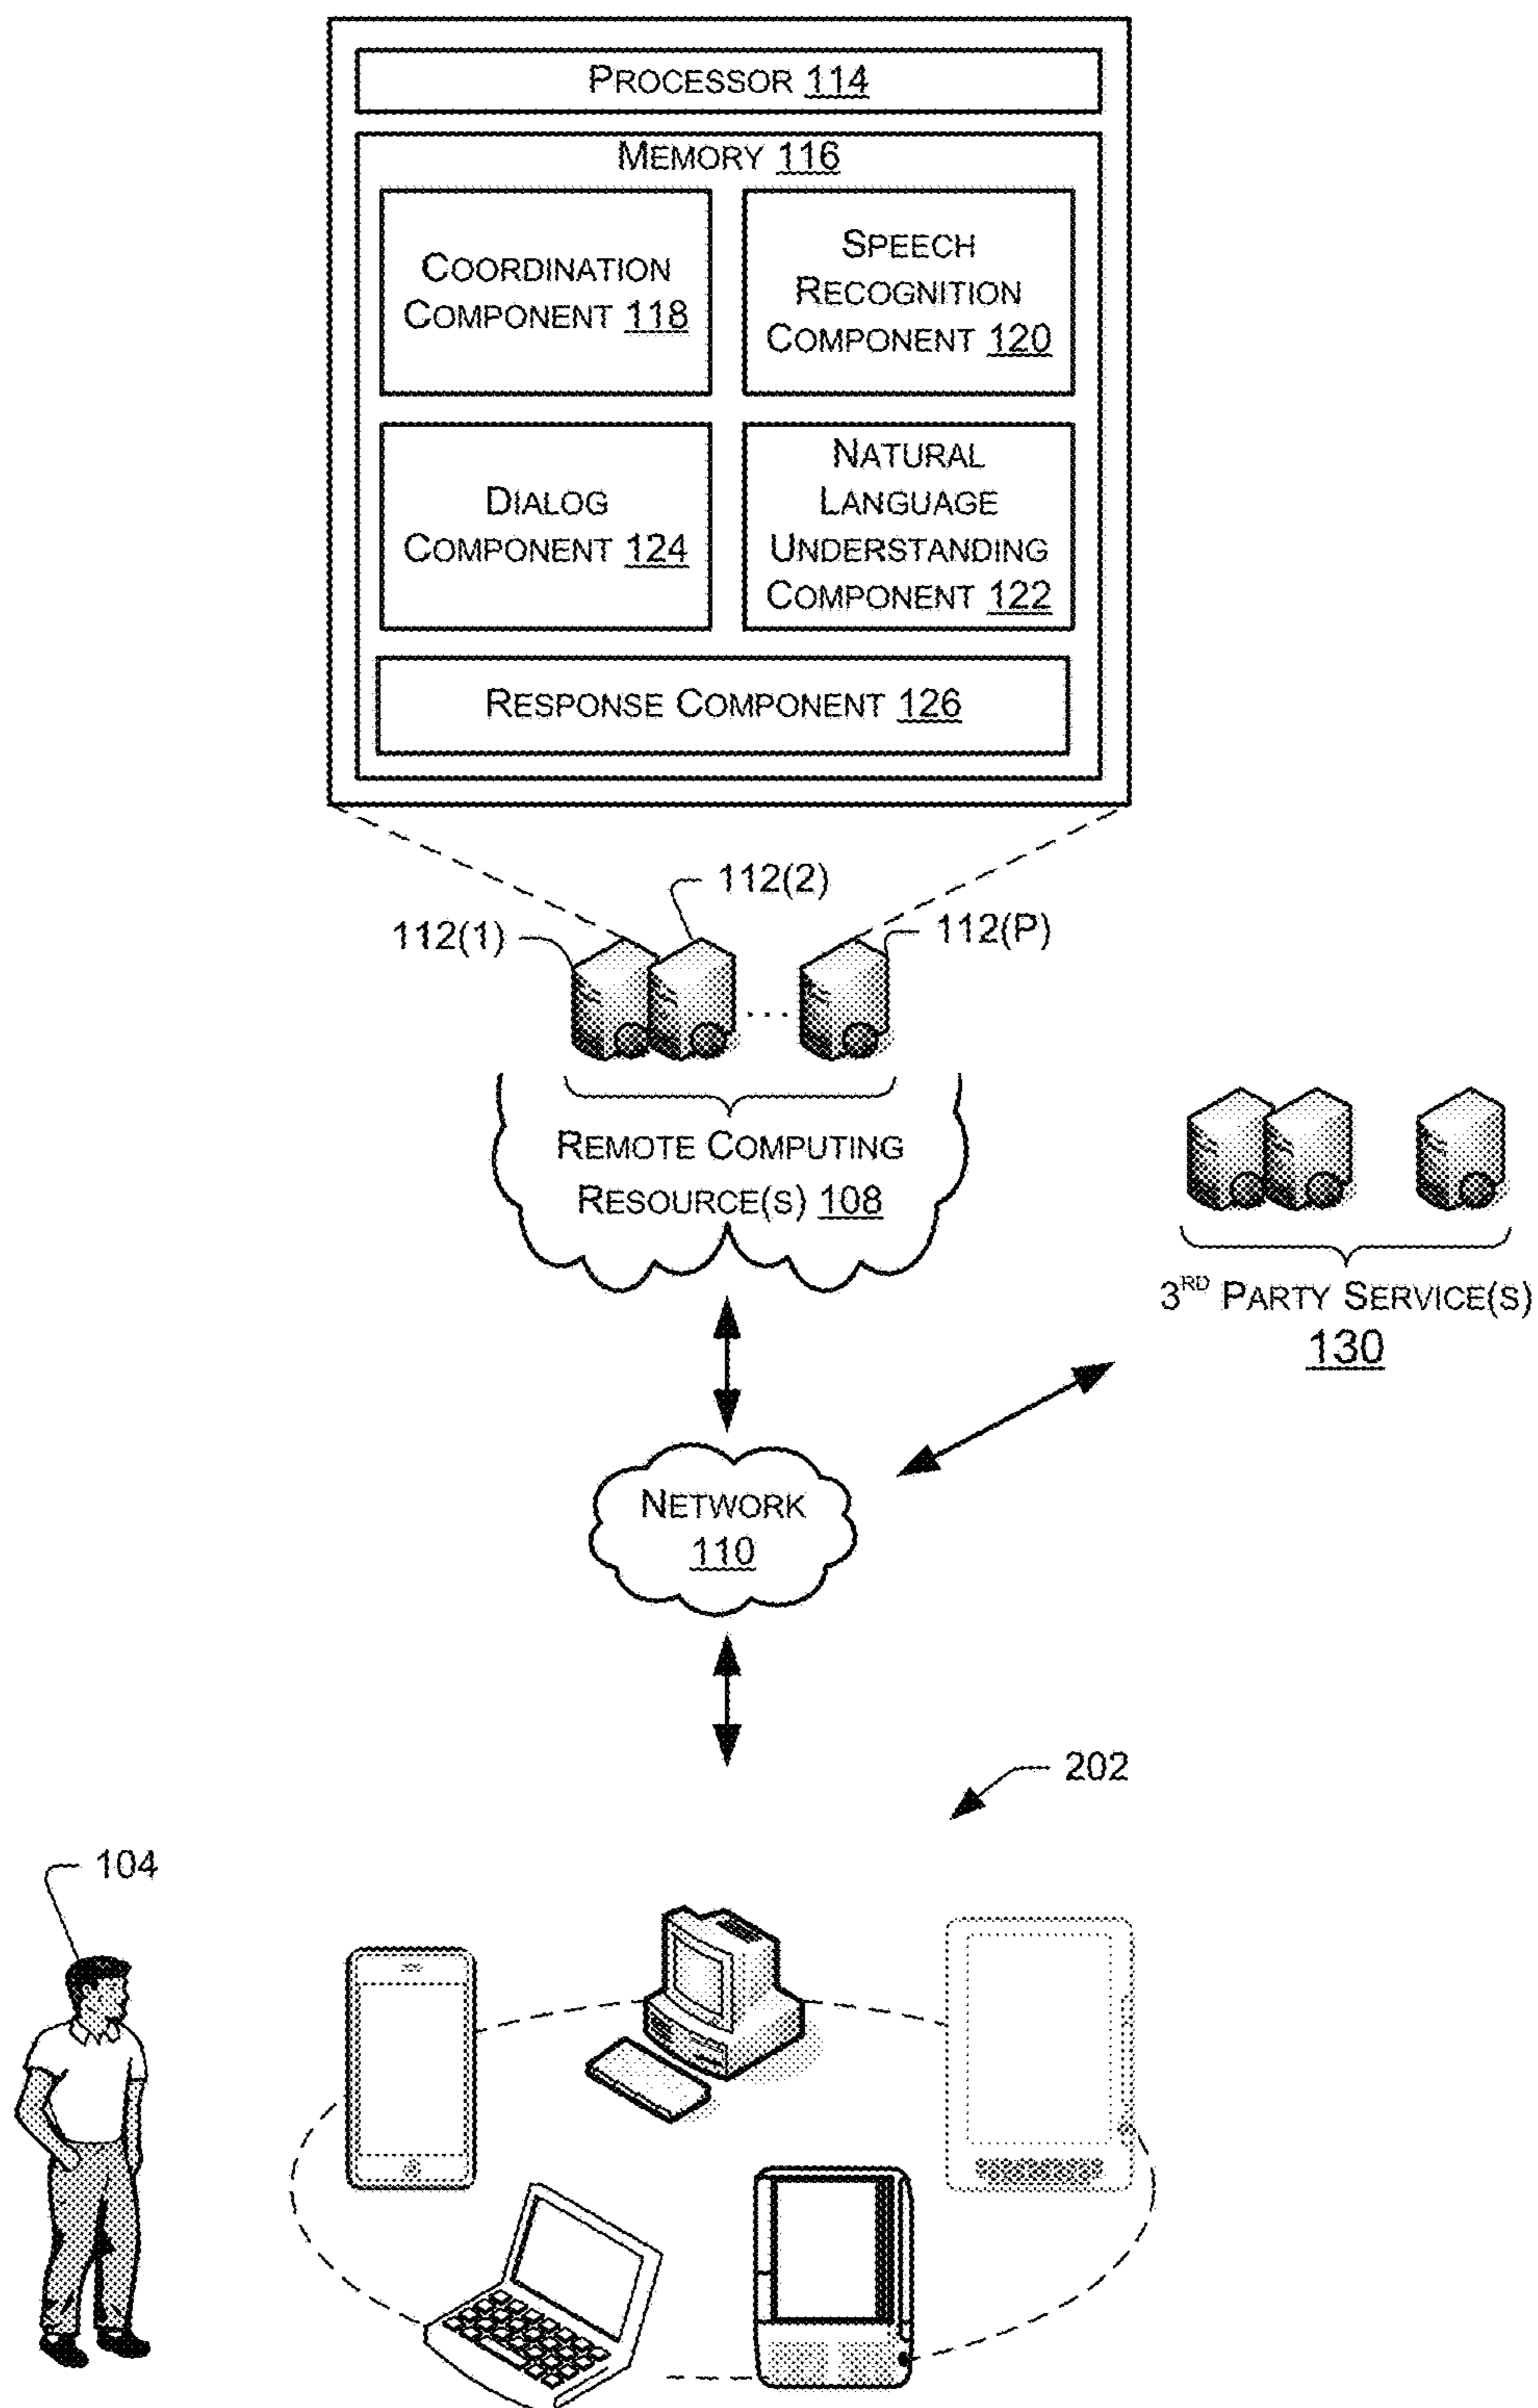 PROCESSOR 114
MEMORY 116
COORDINATION
COMPONENT 118
SPEECH
RECOGNITION
COMPONENT 120
DIALOG
COMPONENT 124
NATURAL
LANGUAGE
UNDERSTANDING
COMPONENT 122
RESPONSE COMPONENT 126
112(2)
112(1)
112(P)
...
REMOTE COMPUTING
RESOURCE(S) 108
3RD PARTY SERVICE(S)
130
NETWORK
110
202
104